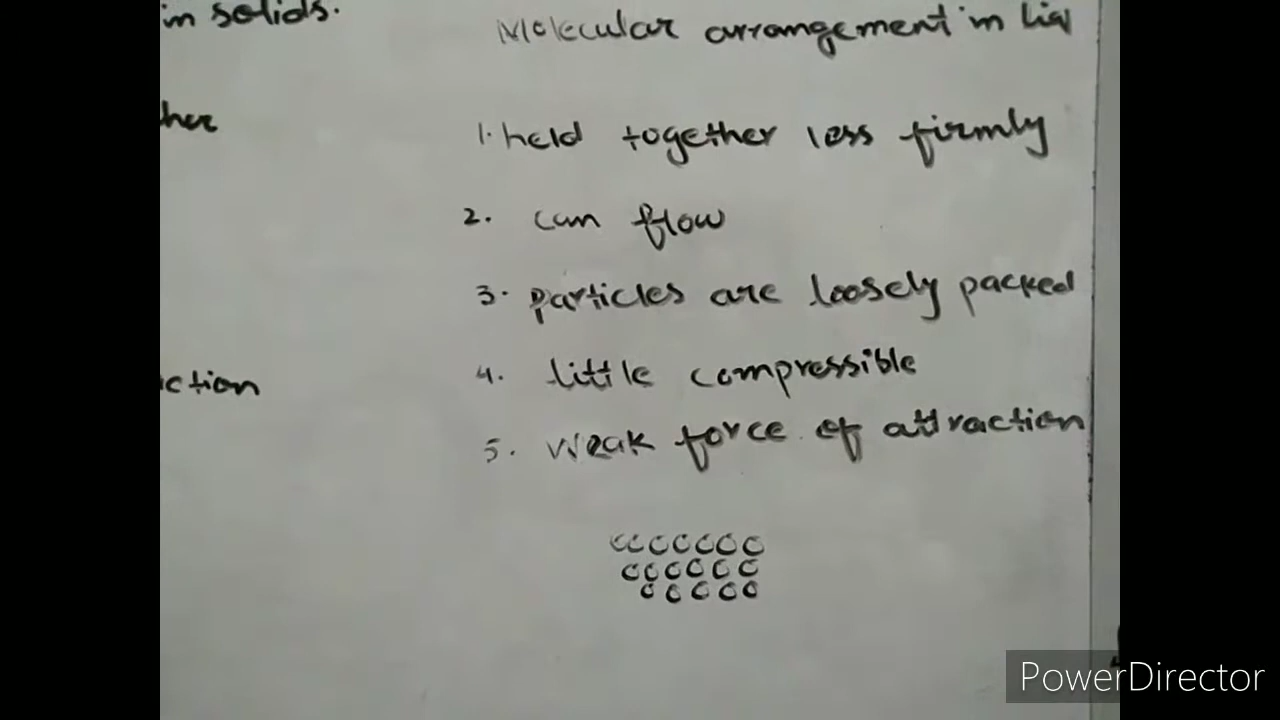 in solids.
Molecular arrangement in Liq
her
1. held together less firmly
2. can flow
3. particles are loosely packed
ction
4. little compressible
5. Weak force of attraction
PowerDirector